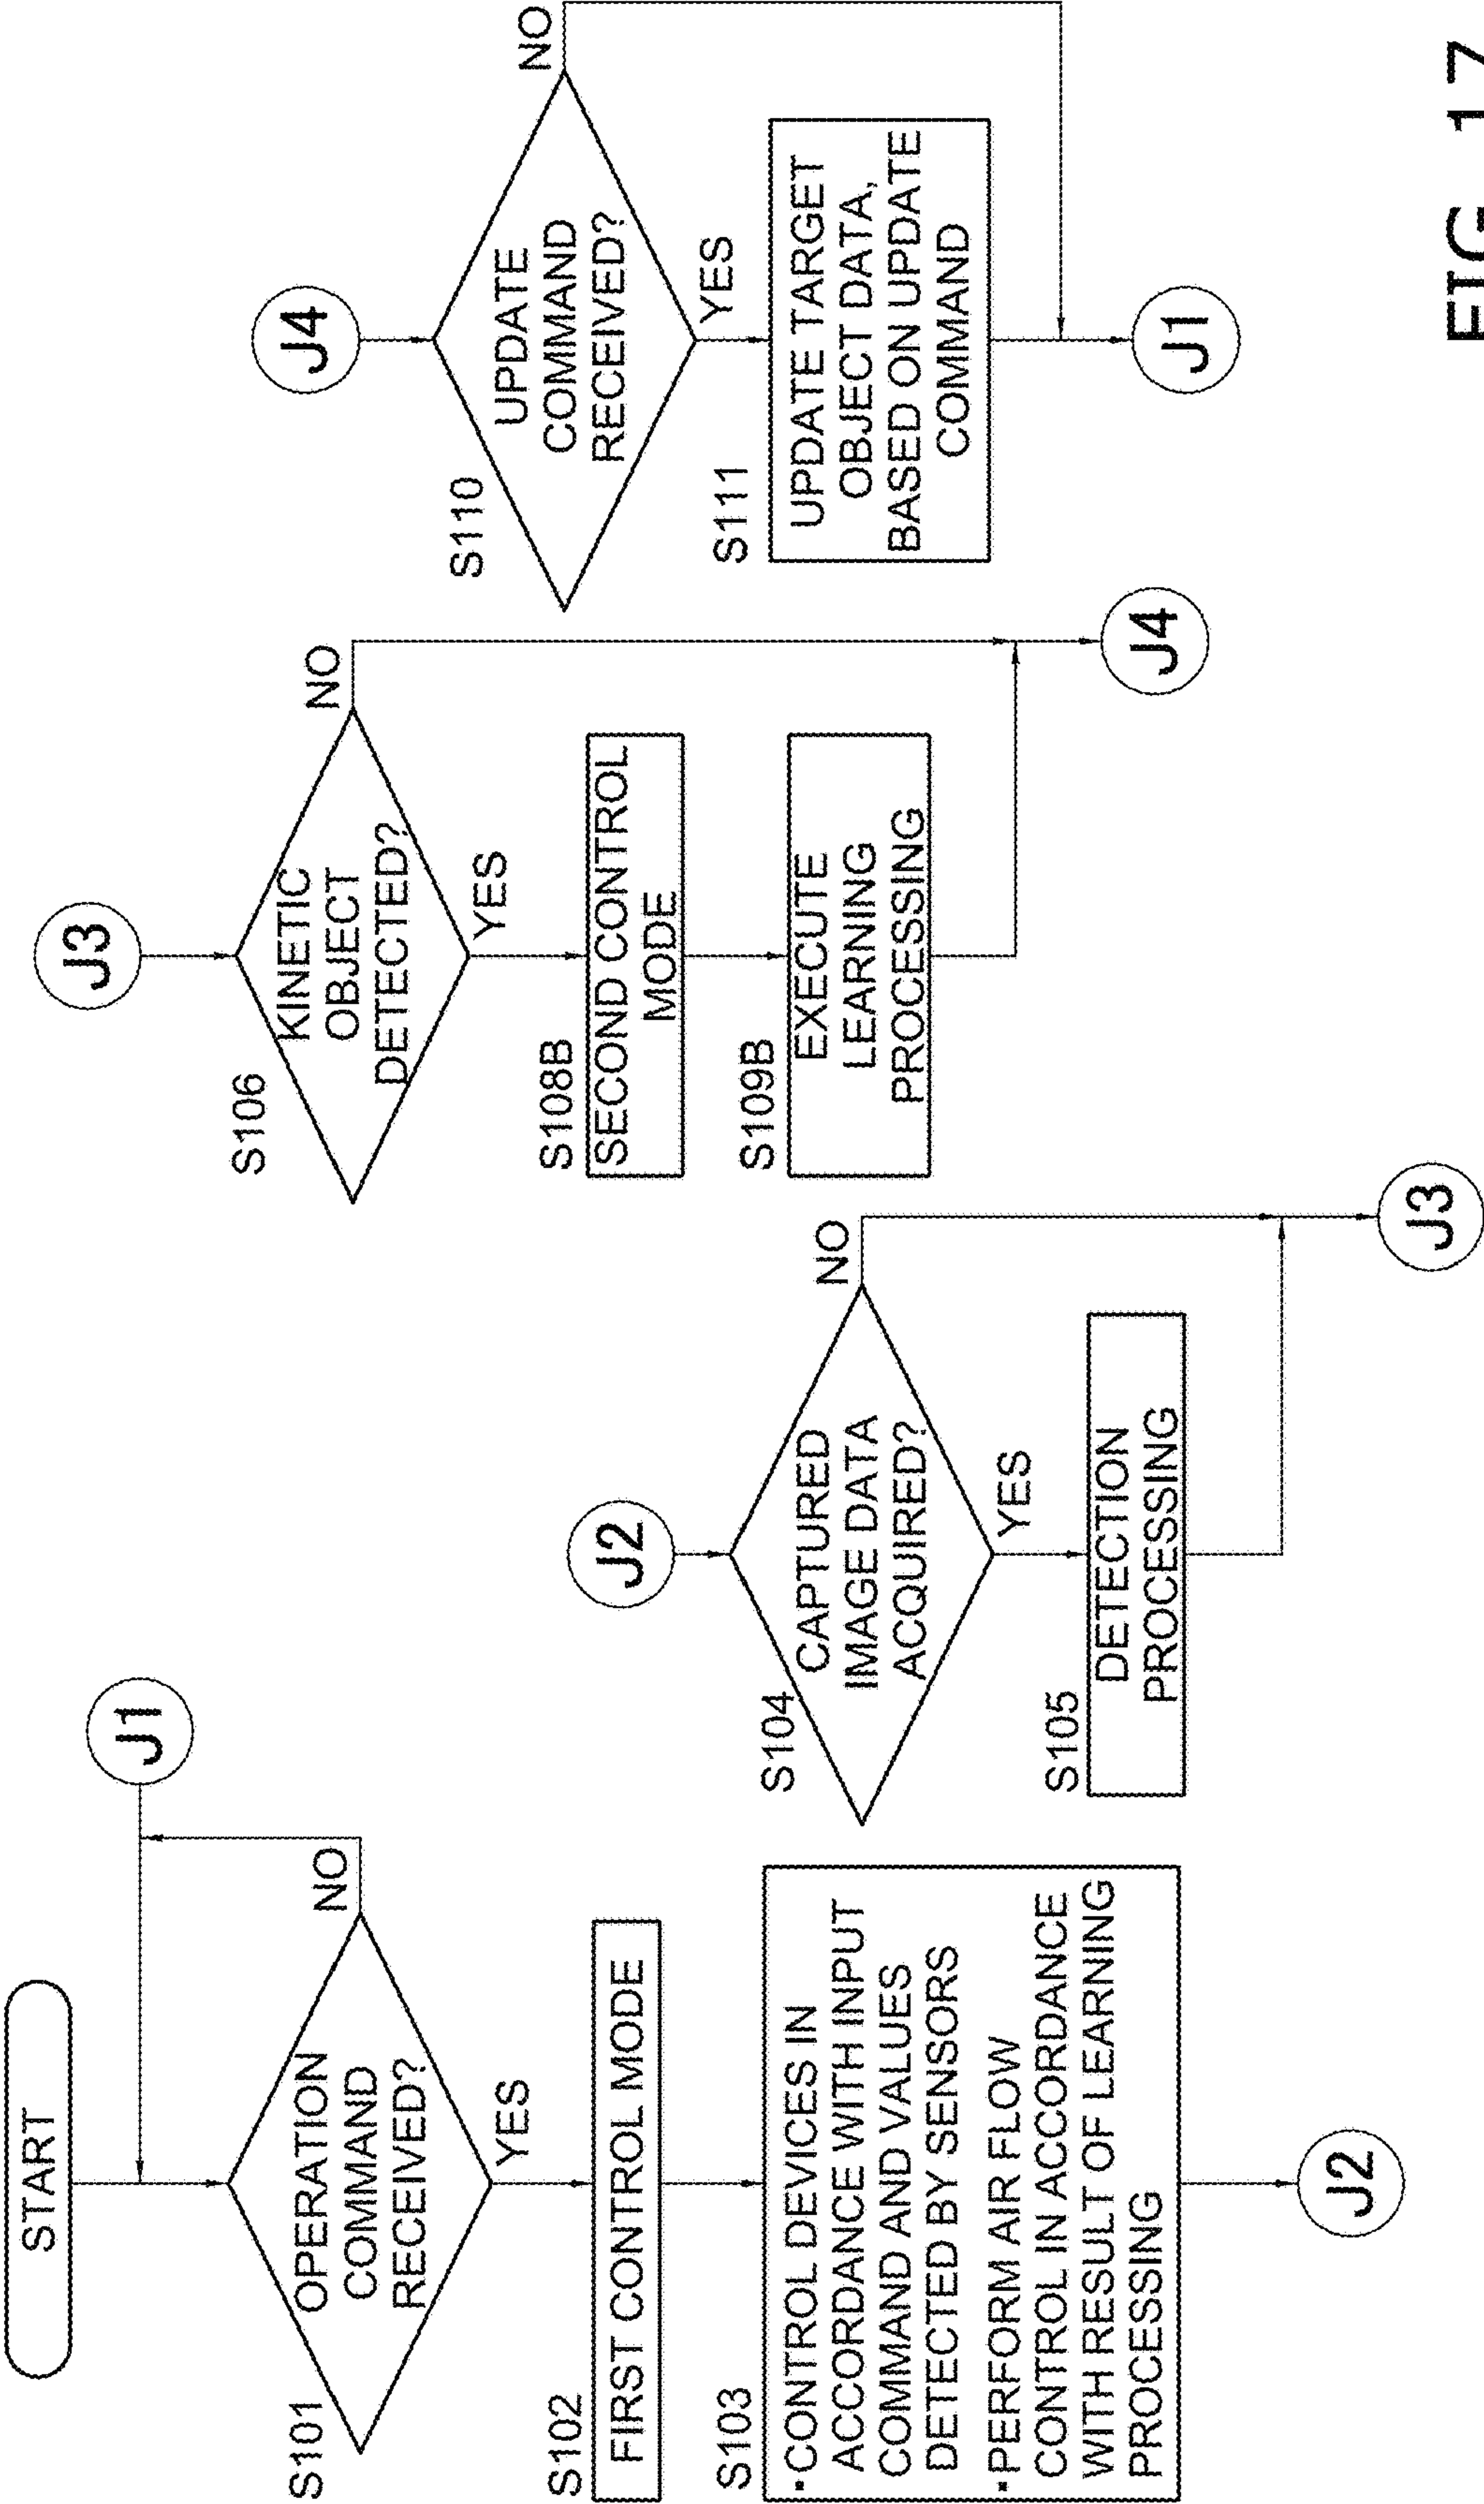 START
J1
S101
OPERATION
COMMAND
RECEIVED?
NO
YES
S102
FIRST CONTROL MODE
S103
▪CONTROL DEVICES IN
ACCORDANCE WITH INPUT
COMMAND AND VALUES
DETECTED BY SENSORS
▪PERFORM AIR FLOW
CONTROL IN ACCORDANCE
WITH RESULT OF LEARNING
PROCESSING
J2
J2
S104
CAPTURED
IMAGE DATA
ACQUIRED?
NO
YES
S105
DETECTION
PROCESSING
J3
J3
S106
KINETIC
OBJECT
DETECTED?
NO
YES
S108B
SECOND CONTROL
MODE
S109B
EXECUTE
LEARNING
PROCESSING
J4
J4
S110
UPDATE
COMMAND
RECEIVED?
NO
YES
S111
UPDATE TARGET
OBJECT DATA,
BASED ON UPDATE
COMMAND
J1
FIG. 17